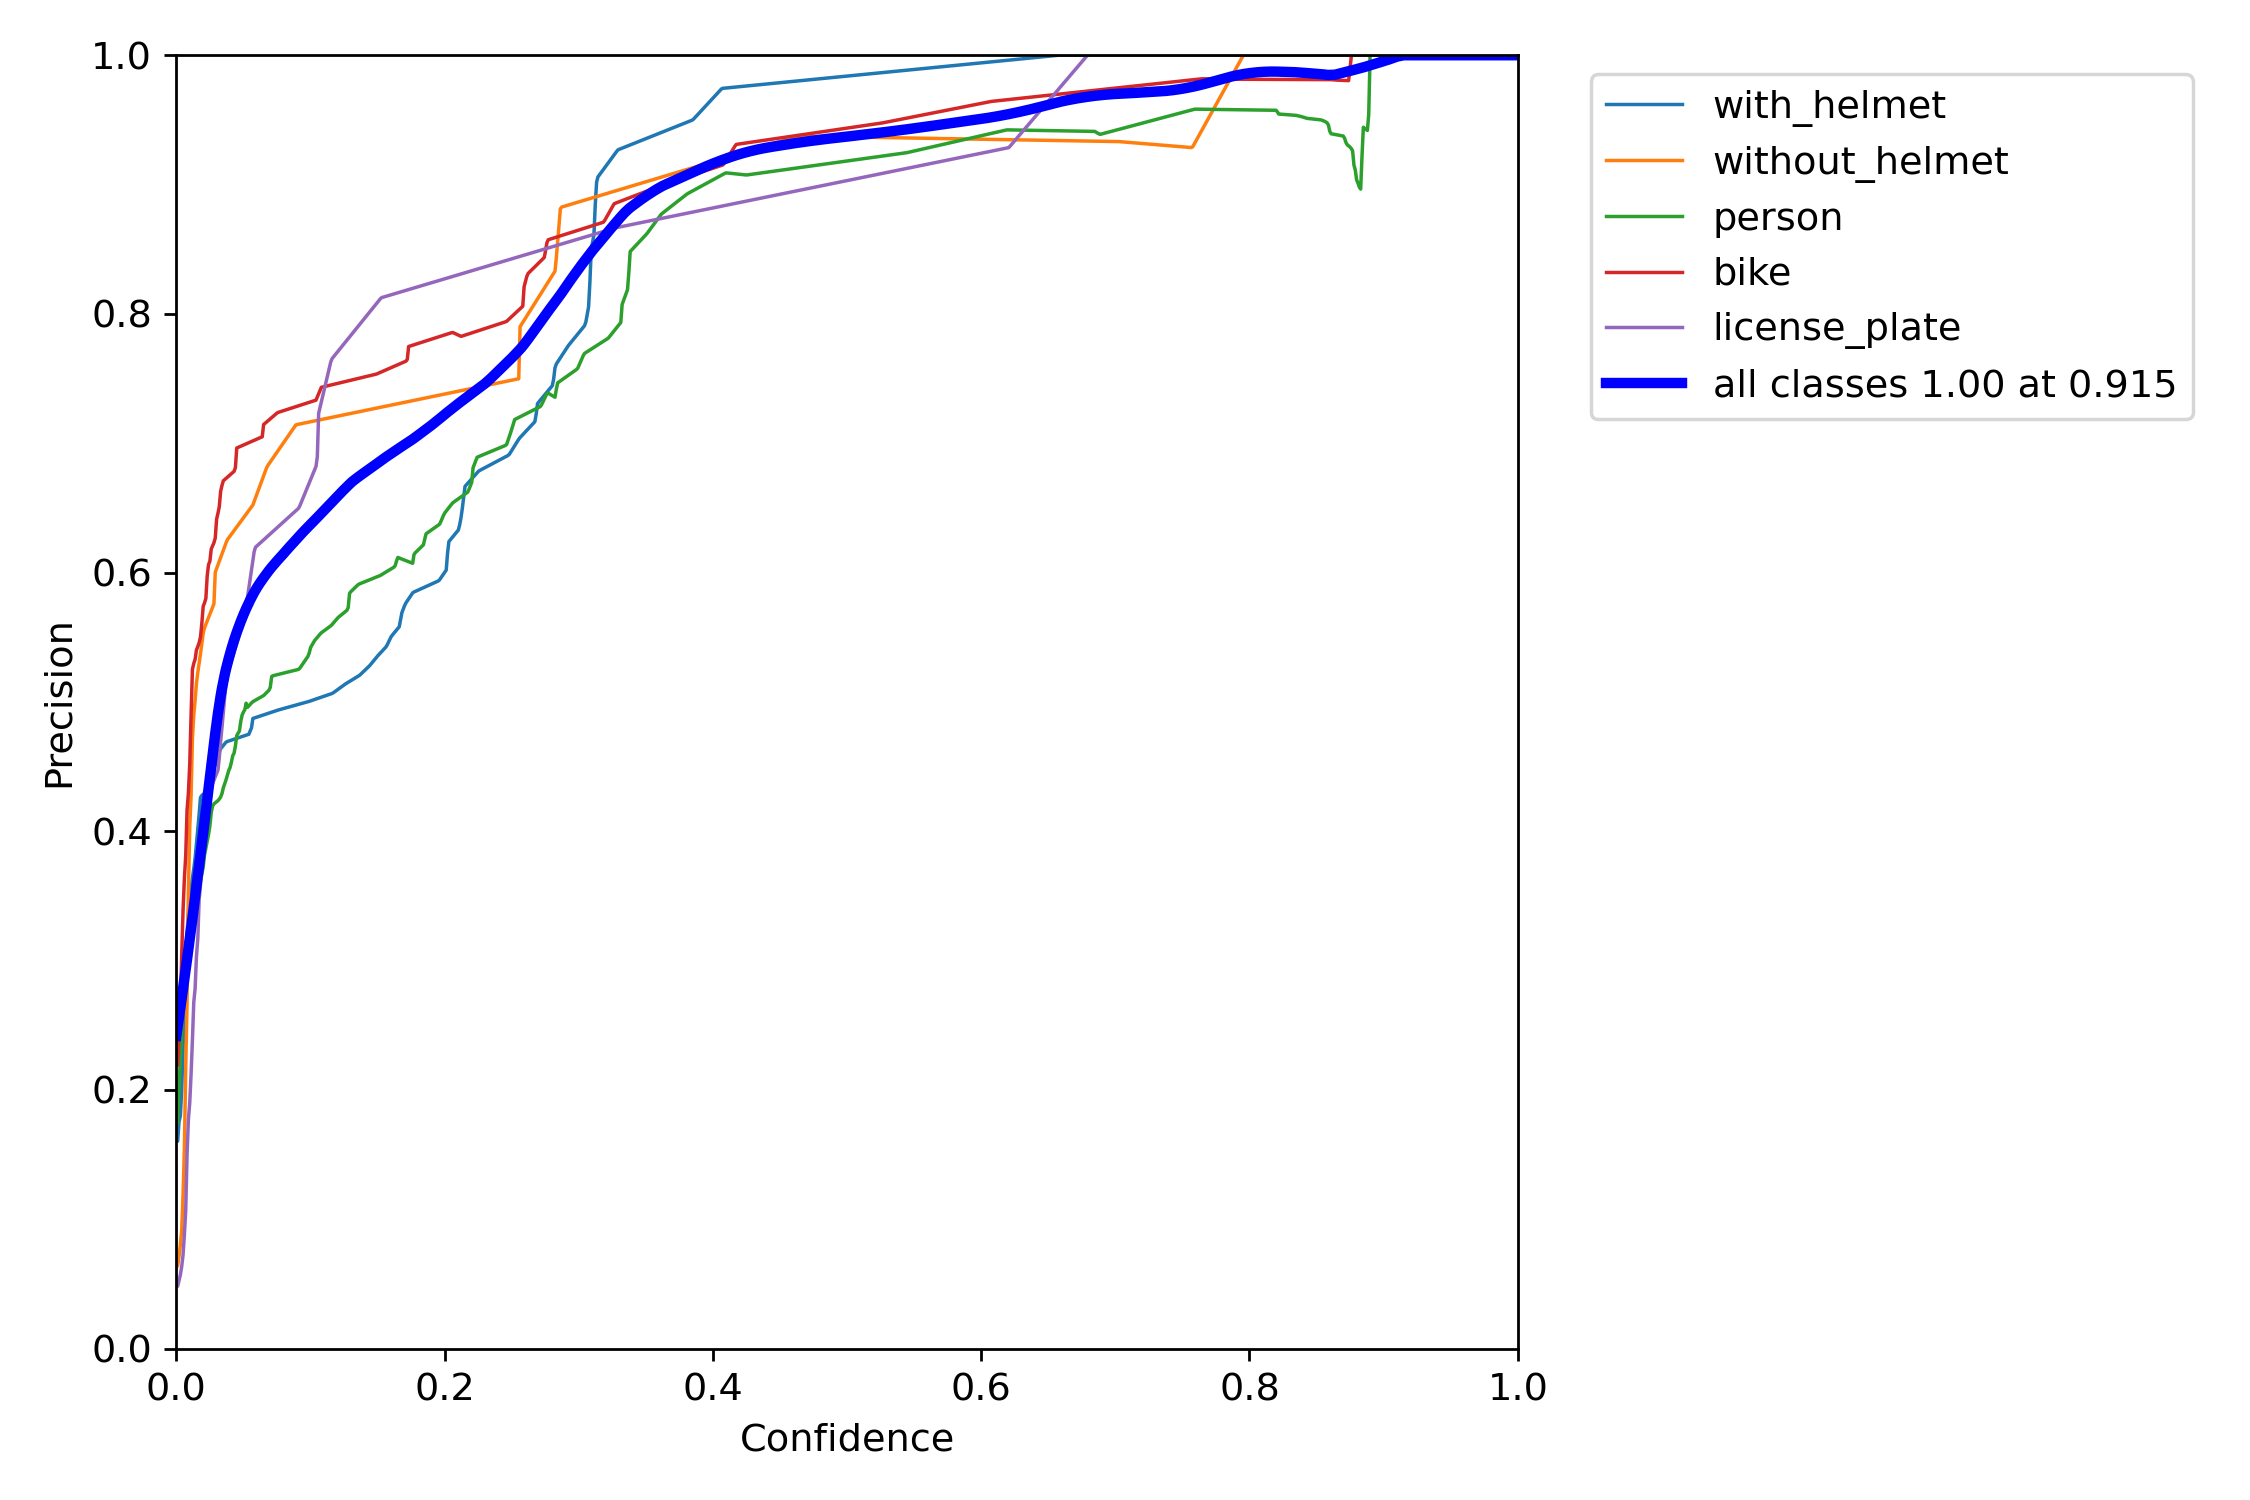 1.0
0.8
0.6
0.4
0.2
0.0
Precision
0.0 0.2 0.4 0.6 0.8 1.0
Confidence
with_helmet
without_helmet
person
bike
license_plate
all classes 1.00 at 0.915